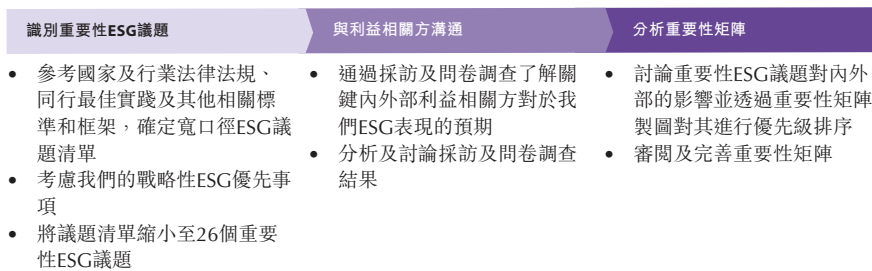 識別重要性ESG議題
• 參考國家及行業法律法規、
同行最佳實踐及其他相關標
準和框架，確定寬口徑ESG議
題清單
• 考慮我們的戰略性ESG優先事
項
• 將議題清單縮小至26個重要
性ESG議題
與利益相關方溝通
• 通過採訪及問卷調查了解關
鍵內外部利益相關方對於我
們ESG表現的預期
• 分析及討論採訪及問卷調查
結果
分析重要性矩陣
• 討論重要性ESG議題對內外
部的影響並透過重要性矩陣
製圖對其進行優先級排序
• 審閱及完善重要性矩陣